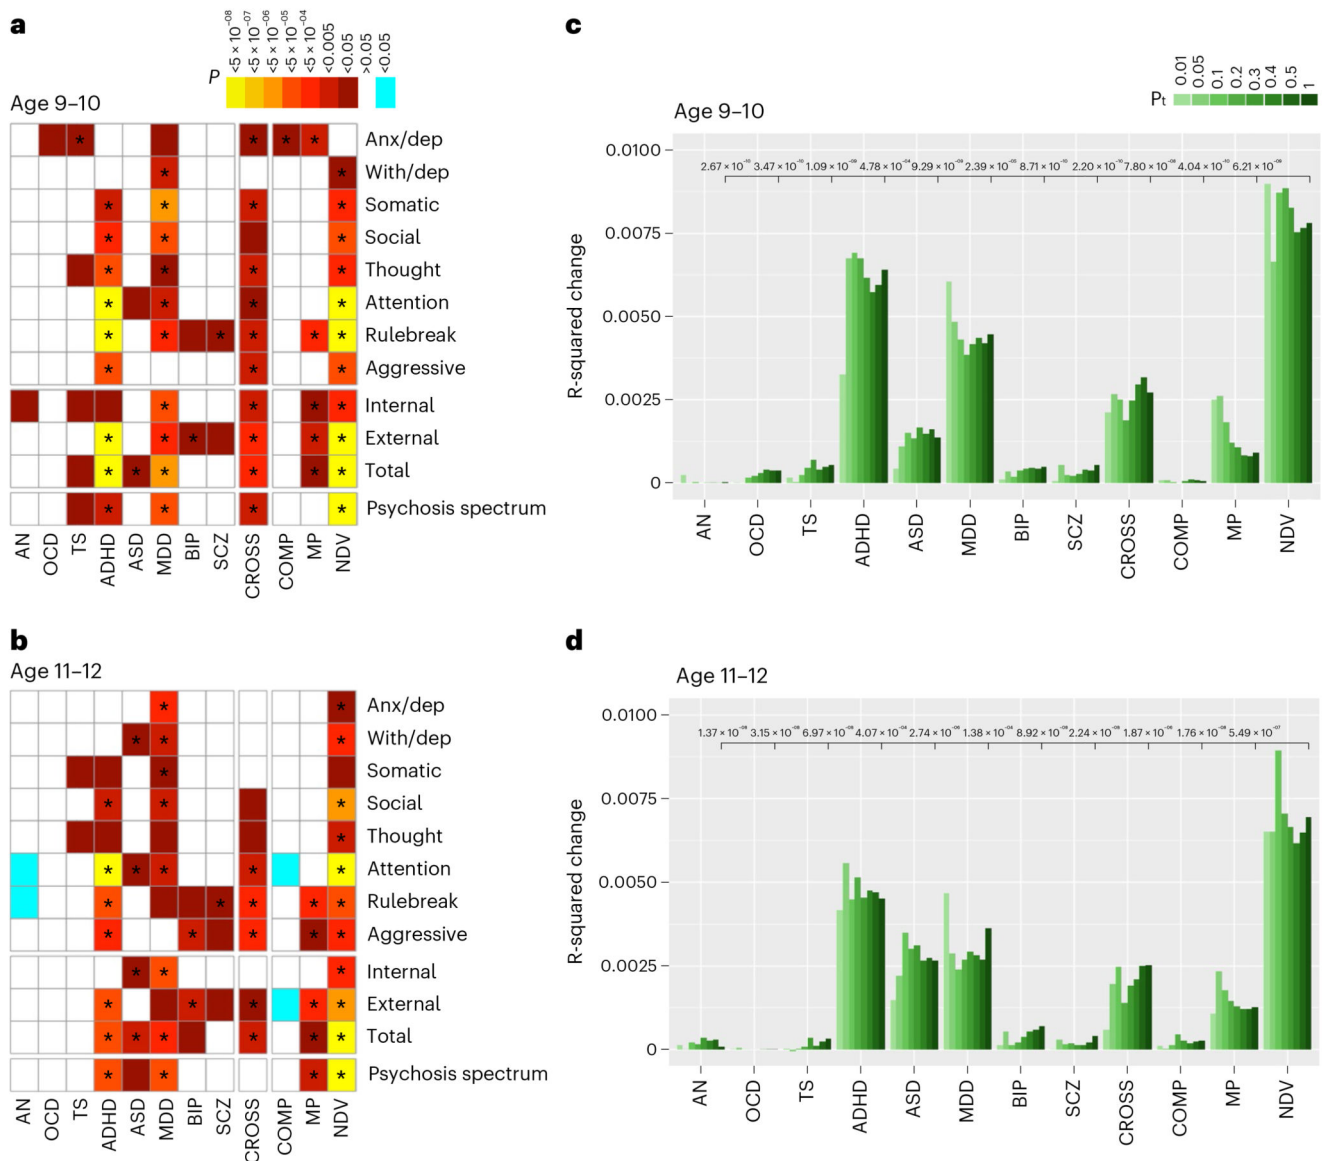 a
P
<5 × 10⁻⁰⁸
<5 × 10⁻⁰⁷
<5 × 10⁻⁰⁶
<5 × 10⁻⁰⁵
<5 × 10⁻⁰⁴
<0.005
<0.05
>0.05
<0.05
Age 9–10
* * * * Anx/dep
* * With/dep
* * * * Somatic
* * * Social
* * * * Thought
* * * * Attention
* * * * * * Rulebreak
* * * Aggressive
* * * * Internal
* * * * * * External
* * * * * * Total
* * * * Psychosis spectrum
AN OCD TS ADHD ASD MDD BIP SCZ CROSS COMP MP NDV
b
Age 11–12
* * Anx/dep
* * * With/dep
* Somatic
* * * Social
* Thought
* * * * * Attention
* * * * * Rulebreak
* * * * * Aggressive
* * * Internal
* * * * * External
* * * * * * Total
* * * * Psychosis spectrum
AN OCD TS ADHD ASD MDD BIP SCZ CROSS COMP MP NDV
c
Pt 0.01 0.05 0.1 0.2 0.3 0.4 0.5 1
Age 9–10
R-squared change
0.0100
0.0075
0.0050
0.0025
0
AN OCD TS ADHD ASD MDD BIP SCZ CROSS COMP MP NDV
d
Age 11–12
R-squared change
0.0100
0.0075
0.0050
0.0025
0
AN OCD TS ADHD ASD MDD BIP SCZ CROSS COMP MP NDV